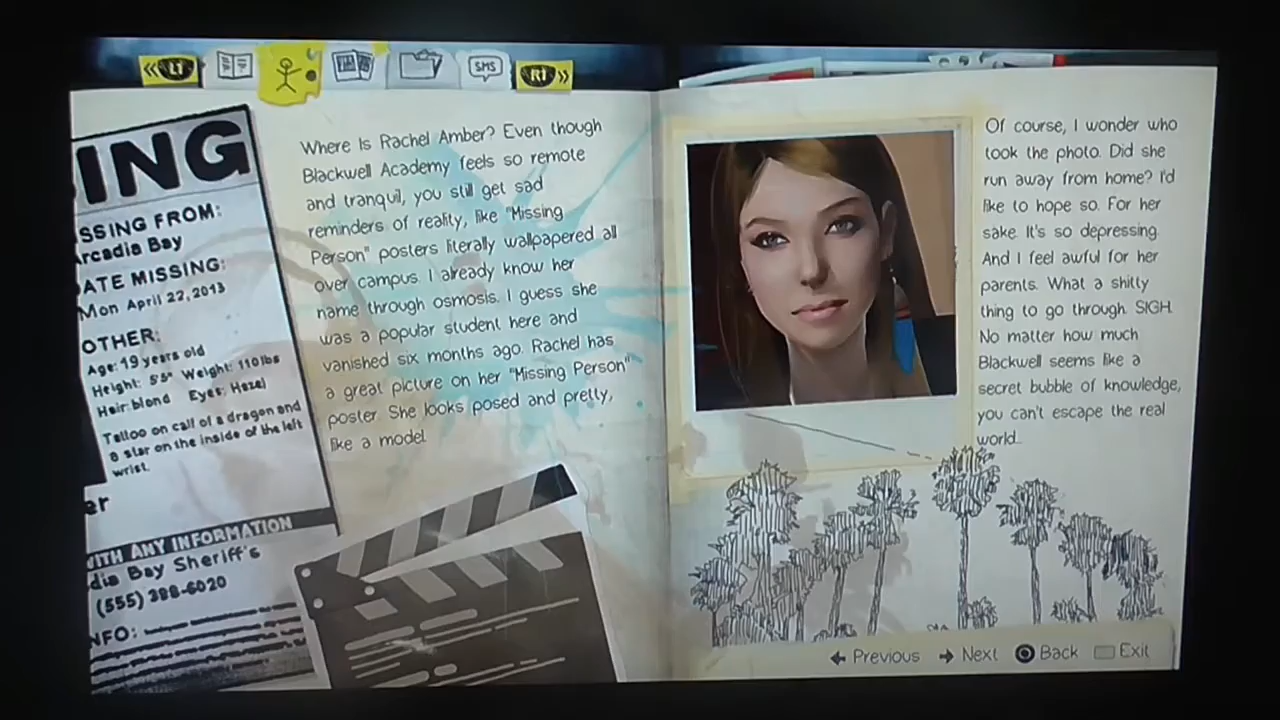 LT
SMS
R1
ING
SSING FROM:
Arcadia Bay
ATE MISSING:
Mon April 22, 2013
OTHER:
Age: 19 years old
Height: 5'5" Weight: 110 lbs
Hair: blond Eyes: Hazel
Tattoo on calf of a dragon and
a star on the inside of the left
wrist.
er
WITH ANY INFORMATION
dia Bay Sheriff's
(555) 398-6020
NFO:
Where Is Rachel Amber? Even though
Blackwell Academy feels so remote
and tranquil, you still get sad
reminders of reality, like "Missing
Person" posters literally wallpapered all
over campus. I already know her
name through osmosis. I guess she
was a popular student here and
vanished six months ago. Rachel has
a great picture on her "Missing Person"
poster. She looks posed and pretty,
like a model.
Of course, I wonder who
took the photo. Did she
run away from home? I'd
like to hope so. For her
sake. It's so depressing.
And I feel awful for her
parents. What a shitty
thing to go through. SIGH.
No matter how much
Blackwell seems like a
secret bubble of knowledge,
you can't escape the real
world...
Previous Next Back Exit